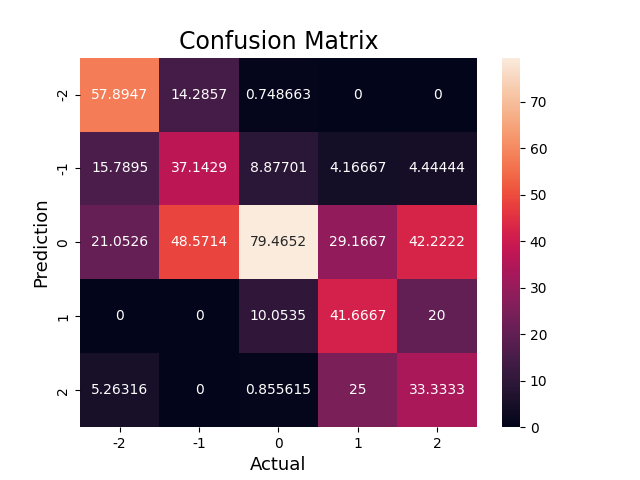 Confusion Matrix
-2 57.8947 14.2857 0.748663 0 0
-1 15.7895 37.1429 8.87701 4.16667 4.44444
0 21.0526 48.5714 79.4652 29.1667 42.2222
1 0 0 10.0535 41.6667 20
2 5.26316 0 0.855615 25 33.3333
-2 -1 0 1 2
Actual
Prediction
70
60
50
40
30
20
10
0